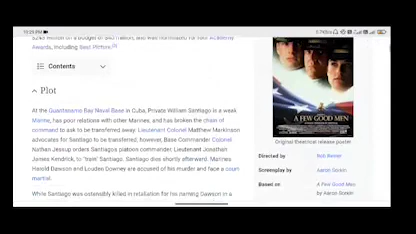 10:25 PM
$243 million on a budget of $40 million, and was nominated for four Academy
Awards, including Best Picture.[3]
Contents
Plot
At the Guantanamo Bay Naval Base in Cuba, Private William Santiago is a weak
Marine, has poor relations with other Marines, and has broken the chain of
command to ask to be transferred away. Lieutenant Colonel Matthew Markinson
advocates for Santiago to be transferred; however, Base Commander Colonel
Nathan Jessup orders Santiago's platoon commander, Lieutenant Jonathan
James Kendrick, to "train" Santiago. Santiago dies shortly afterward. Marines
Harold Dawson and Louden Downey are accused of his murder and face a court
martial.
While Santiago was ostensibly killed in retaliation for his naming Dawson in a
A FEW GOOD MEN
Original theatrical release poster
Directed by Rob Reiner
Screenplay by Aaron Sorkin
Based on A Few Good Men
by Aaron Sorkin